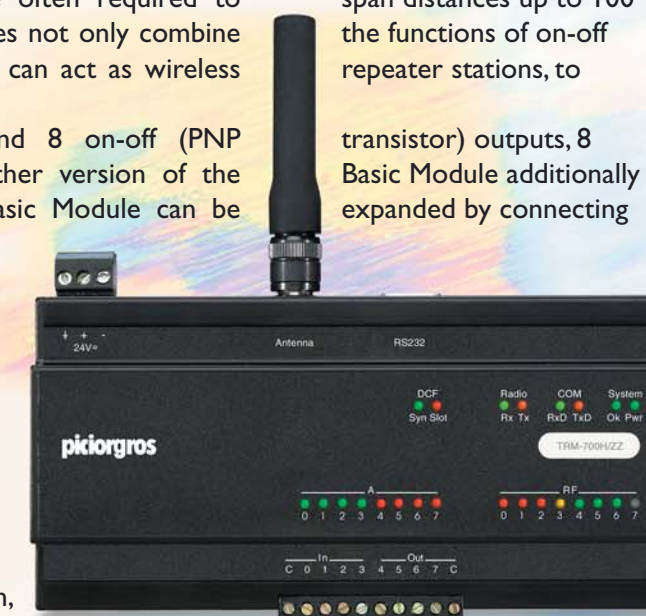 e often required to span distances up to 100
es not only combine the functions of on-off
can act as wireless repeater stations, to
nd 8 on-off (PNP transistor) outputs, 8
ther version of the Basic Module additionally
asic Module can be expanded by connecting
+ -
24V=
Antenna RS232
DCF Radio COM System
Syn Slot Rx Tx RxD TxD Ok Pwr
piciorgros
TRM-700H/ZZ
A RF
0 1 2 3 4 5 6 7 0 1 2 3 4 5 6 7
In Out
C 0 1 2 3 4 5 6 7 C
n,